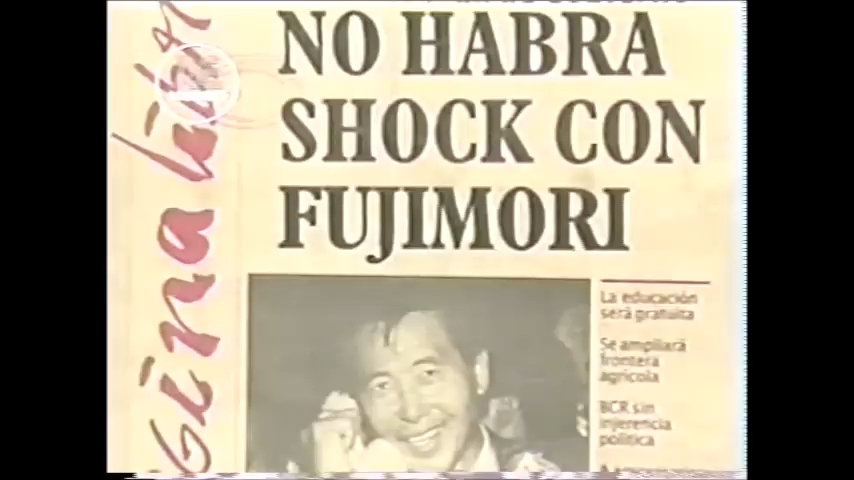 NO HABRA
SHOCK CON
FUJIMORI
La educación
será gratuita
Se ampliará
frontera
agrícola
BCR sin
injerencia
política